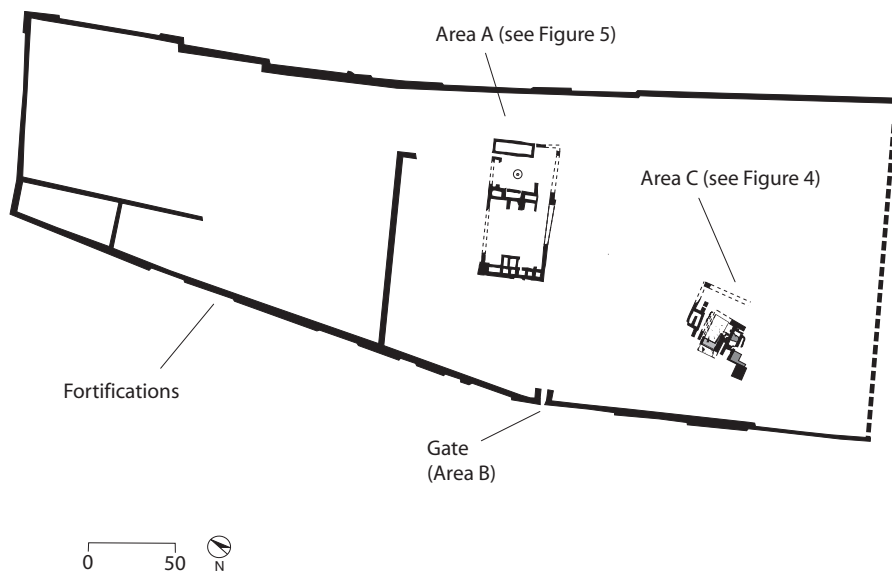 Area A (see Figure 5)
Area C (see Figure 4)
Fortifications
Gate
(Area B)
0 50 N